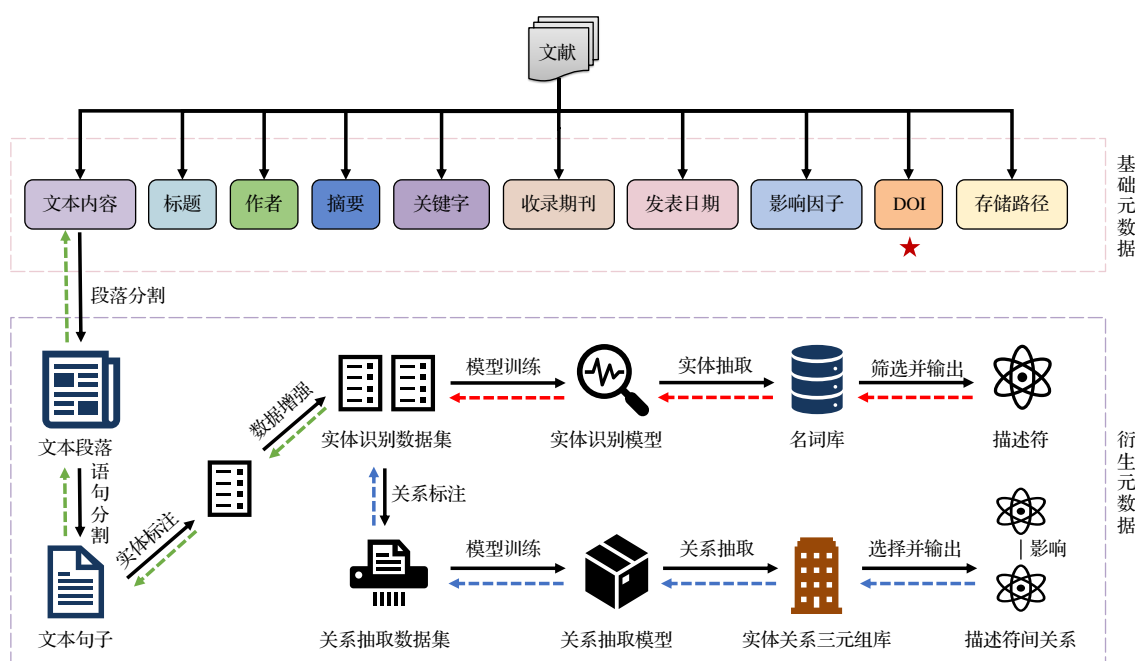 文献
文本内容
标题
作者
摘要
关键字
收录期刊
发表日期
影响因子
DOI
存储路径
基础元数据
段落分割
文本段落
语句分割
文本句子
实体标注
数据增强
实体识别数据集
模型训练
实体识别模型
实体抽取
名词库
筛选并输出
描述符
关系标注
关系抽取数据集
模型训练
关系抽取模型
关系抽取
实体关系三元组库
选择并输出
影响
描述符间关系
衍生元数据